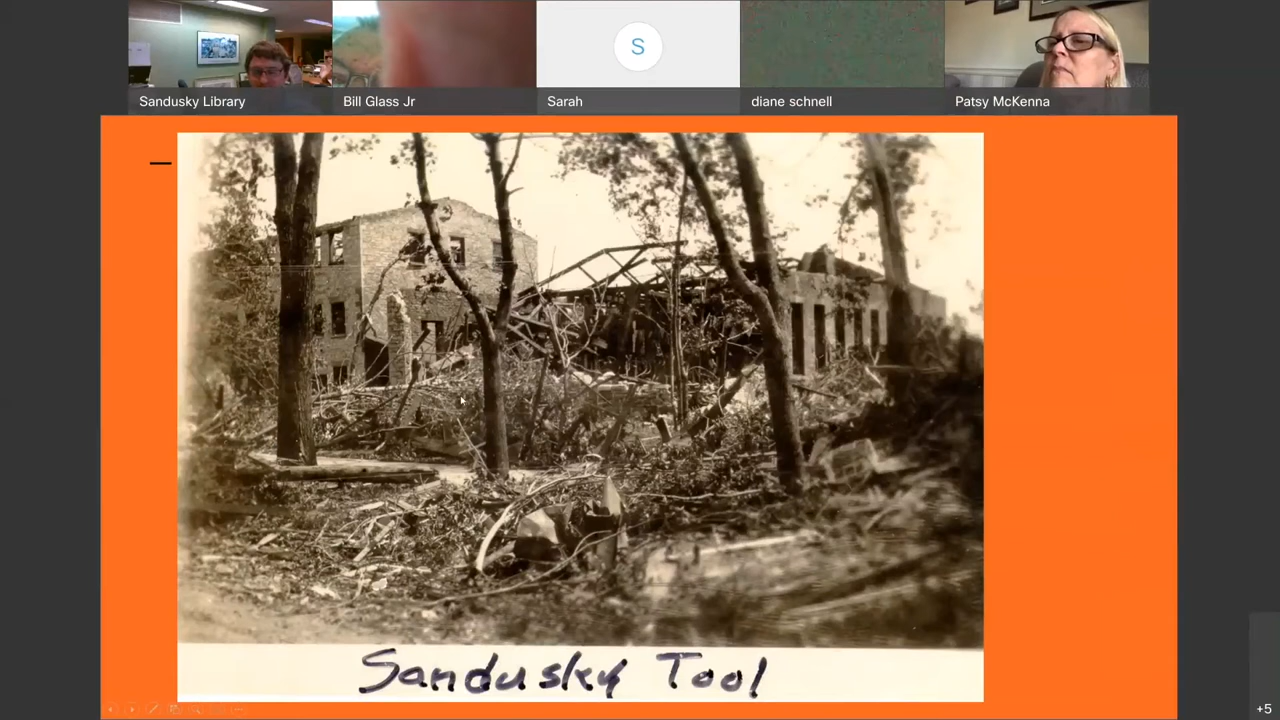 Sandusky Library
Bill Glass Jr
S
Sarah
diane schnell
Patsy McKenna
Sandusky Tool
+5